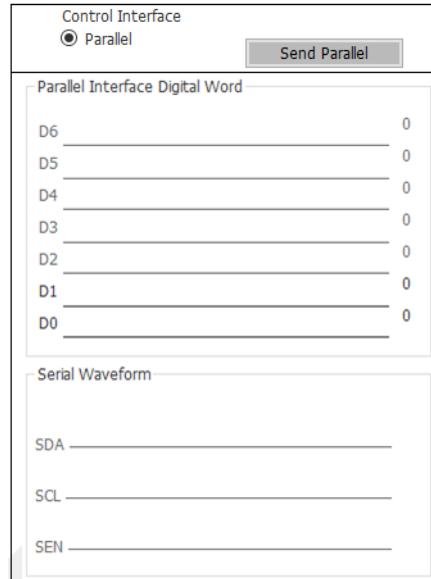 Control Interface
Parallel
Send Parallel
Parallel Interface Digital Word
D6 0
D5 0
D4 0
D3 0
D2 0
D1 0
D0 0
Serial Waveform
SDA
SCL
SEN